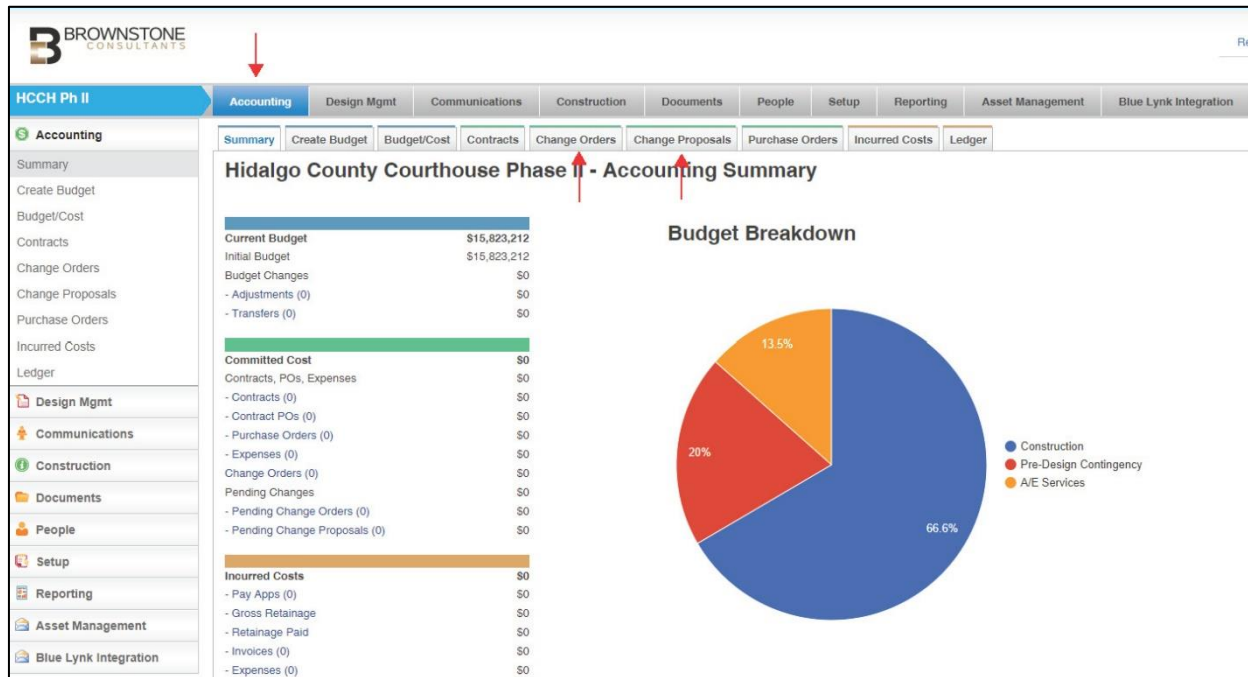 BROWNSTONE
CONSULTANTS
HCCH Ph II
Accounting Design Mgmt Communications Construction Documents People Setup Reporting Asset Management Blue Lynk Integration
Accounting
Summary
Create Budget
Budget/Cost
Contracts
Change Orders
Change Proposals
Purchase Orders
Incurred Costs
Ledger
Design Mgmt
Communications
Construction
Documents
People
Setup
Reporting
Asset Management
Blue Lynk Integration
Summary Create Budget Budget/Cost Contracts Change Orders Change Proposals Purchase Orders Incurred Costs Ledger
Hidalgo County Courthouse Phase II - Accounting Summary
Current Budget $15,823,212
Initial Budget $15,823,212
Budget Changes $0
- Adjustments (0) $0
- Transfers (0) $0
Committed Cost $0
Contracts, POs, Expenses $0
- Contracts (0) $0
- Contract POs (0) $0
- Purchase Orders (0) $0
- Expenses (0) $0
Change Orders (0) $0
Pending Changes $0
- Pending Change Orders (0) $0
- Pending Change Proposals (0) $0
Incurred Costs $0
- Pay Apps (0) $0
- Gross Retainage $0
- Retainage Paid $0
- Invoices (0) $0
- Expenses (0) $0
Budget Breakdown
13.5%
20%
66.6%
Construction
Pre-Design Contingency
A/E Services